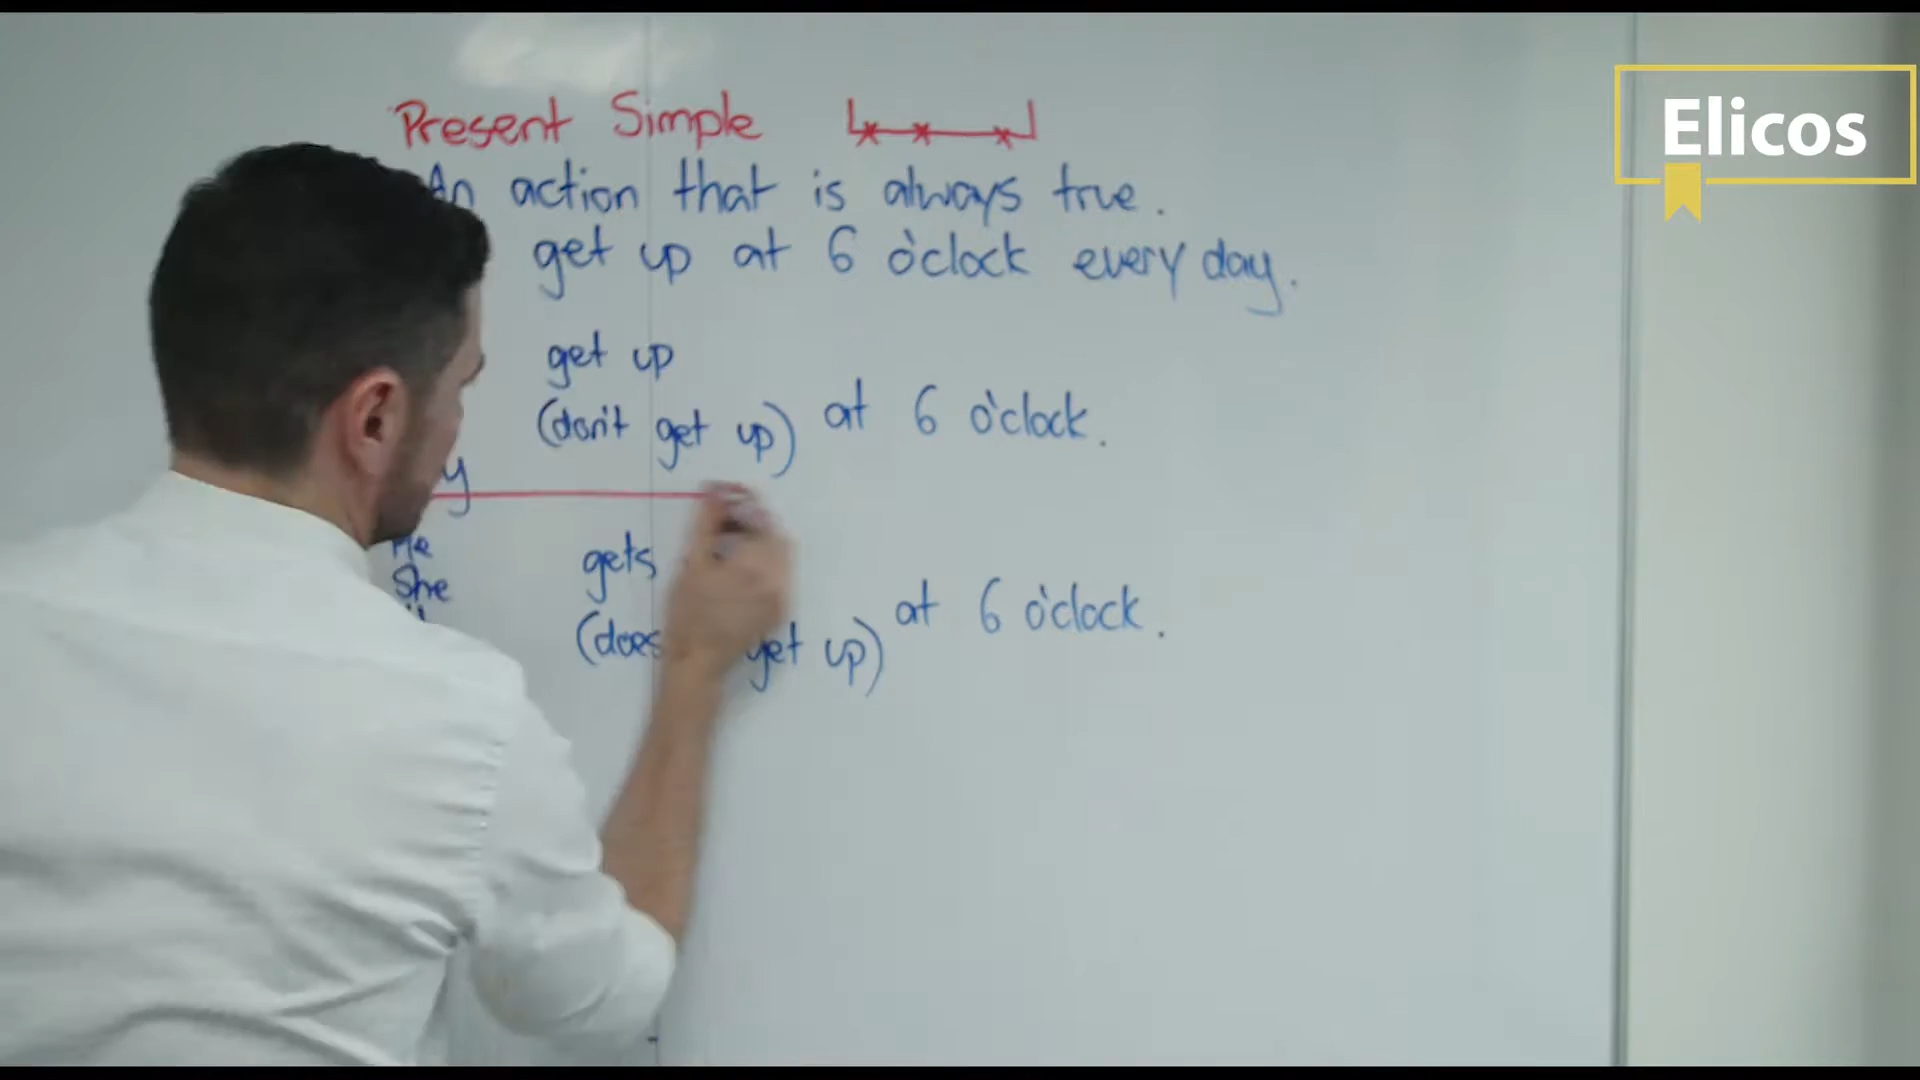 Present Simple
An action that is always true.
get up at 6 o'clock every day.
get up
(don't get up) at 6 o'clock.
y
He
She
gets
(does get up) at 6 o'clock.
Elicos